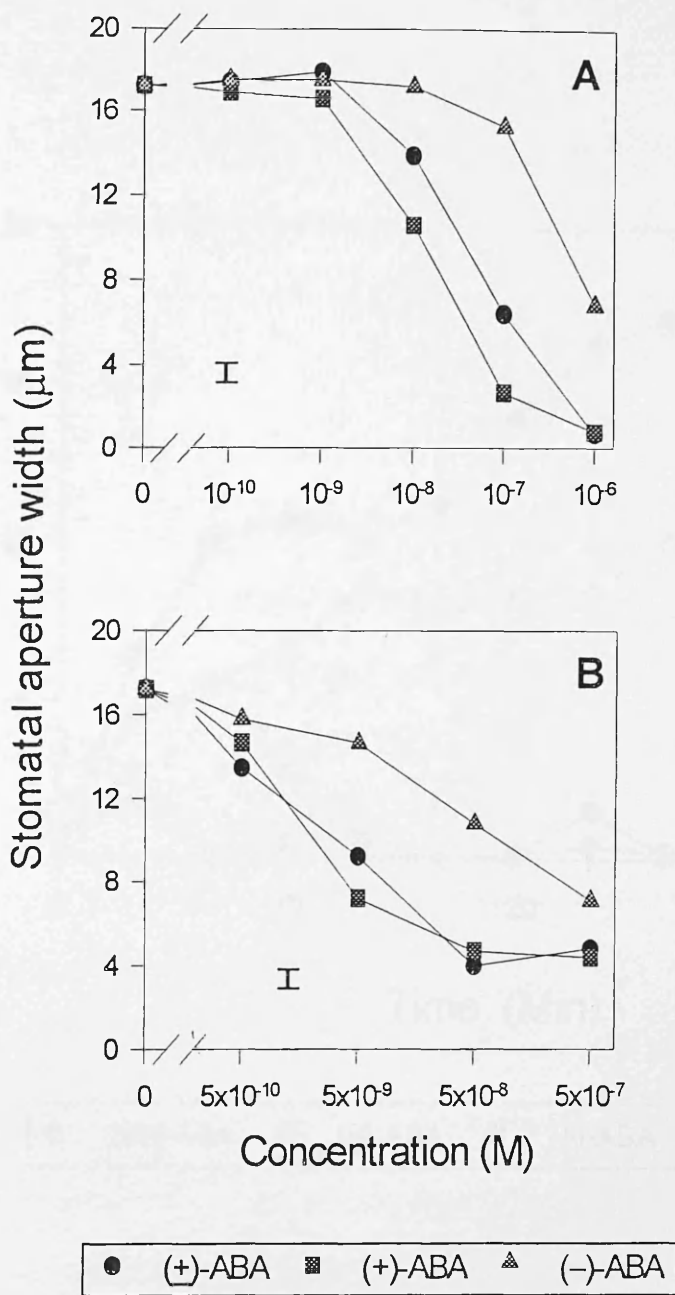 20
16
12
8
4
0
A
0 10⁻¹⁰ 10⁻⁹ 10⁻⁸ 10⁻⁷ 10⁻⁶
Stomatal aperture width (µm)
20
16
12
8
4
0
B
0 5x10⁻¹⁰ 5x10⁻⁹ 5x10⁻⁸ 5x10⁻⁷
Concentration (M)
(±)-ABA (+)-ABA (−)-ABA